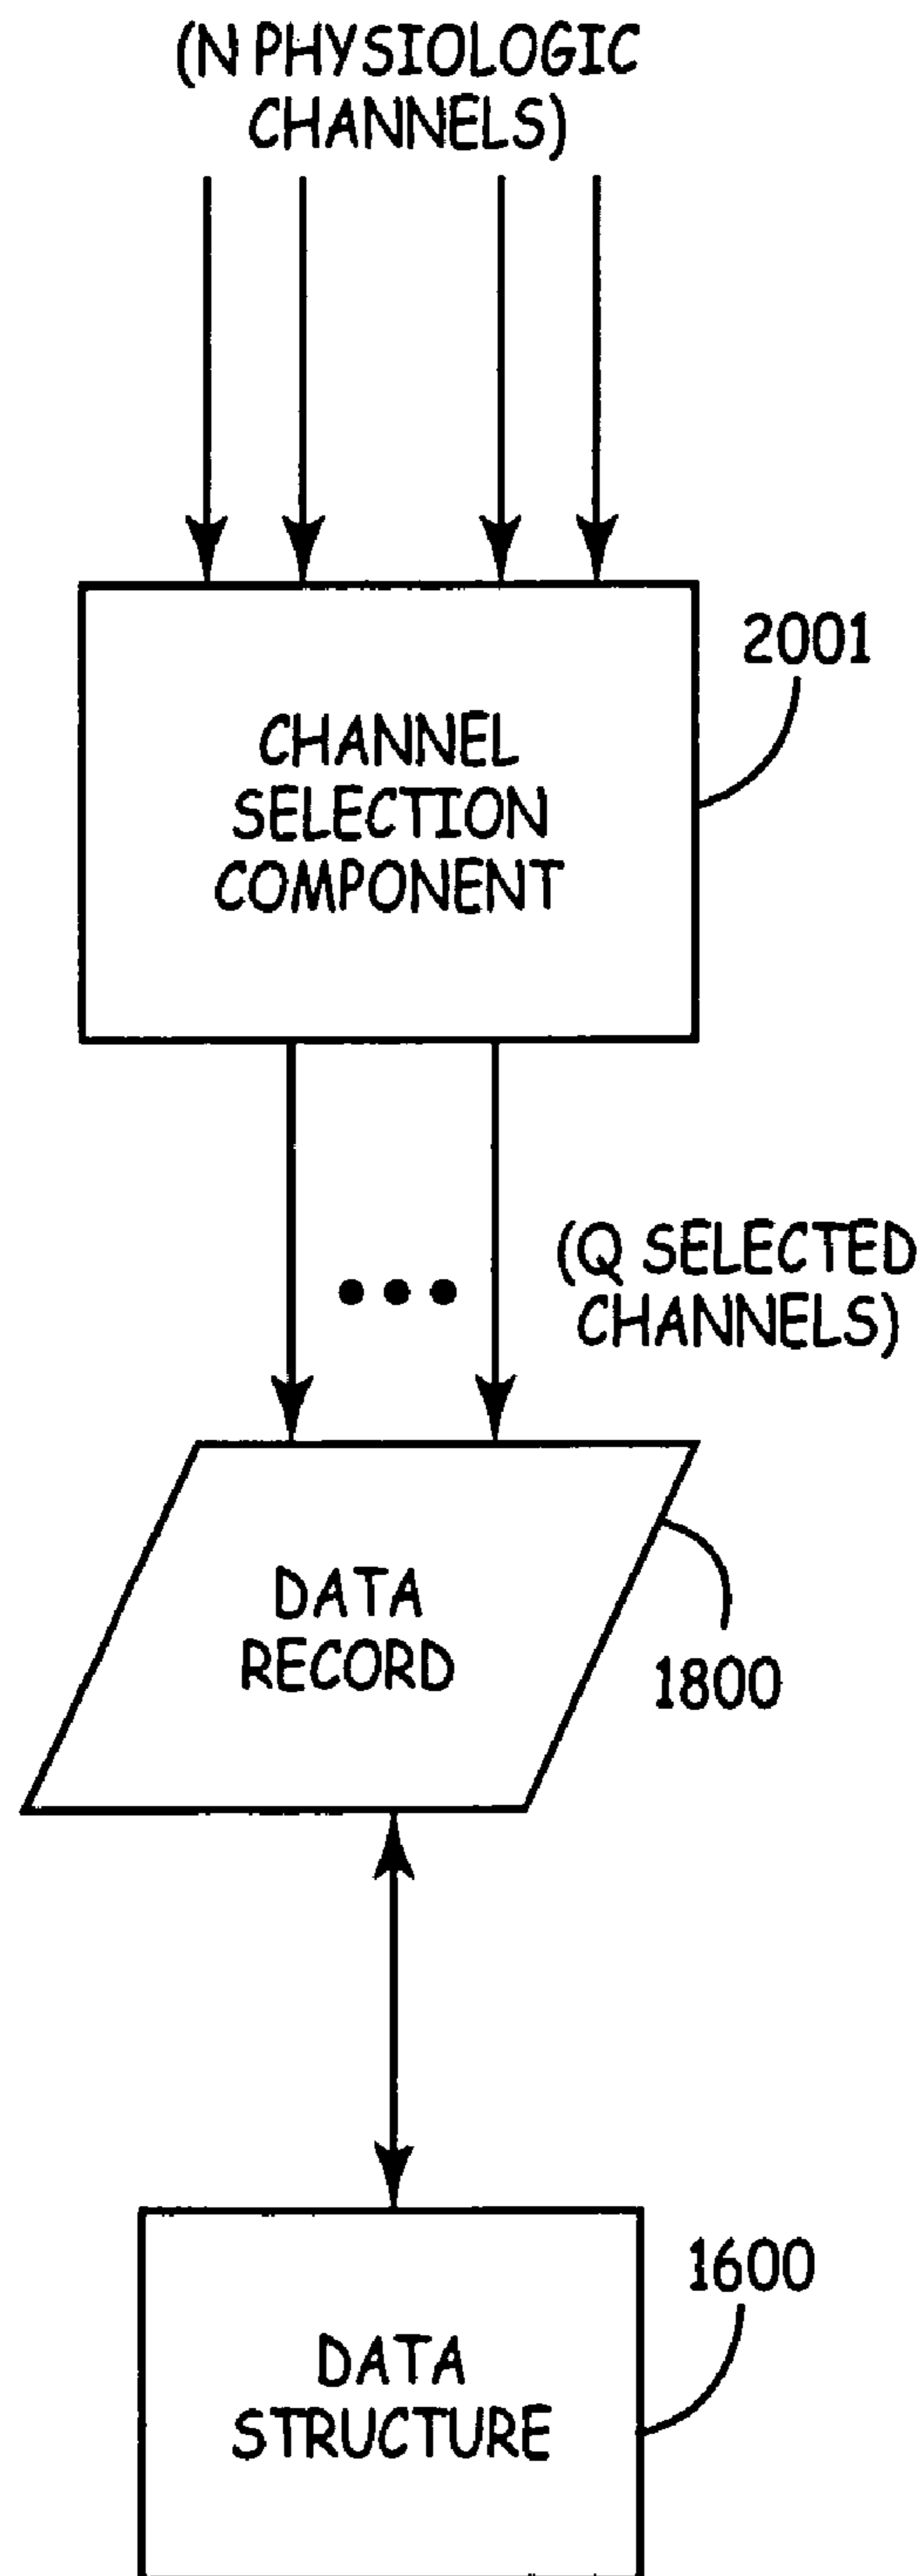 (N PHYSIOLOGIC
CHANNELS)
2001
CHANNEL
SELECTION
COMPONENT
(Q SELECTED
CHANNELS)
DATA
RECORD
1800
1600
DATA
STRUCTURE